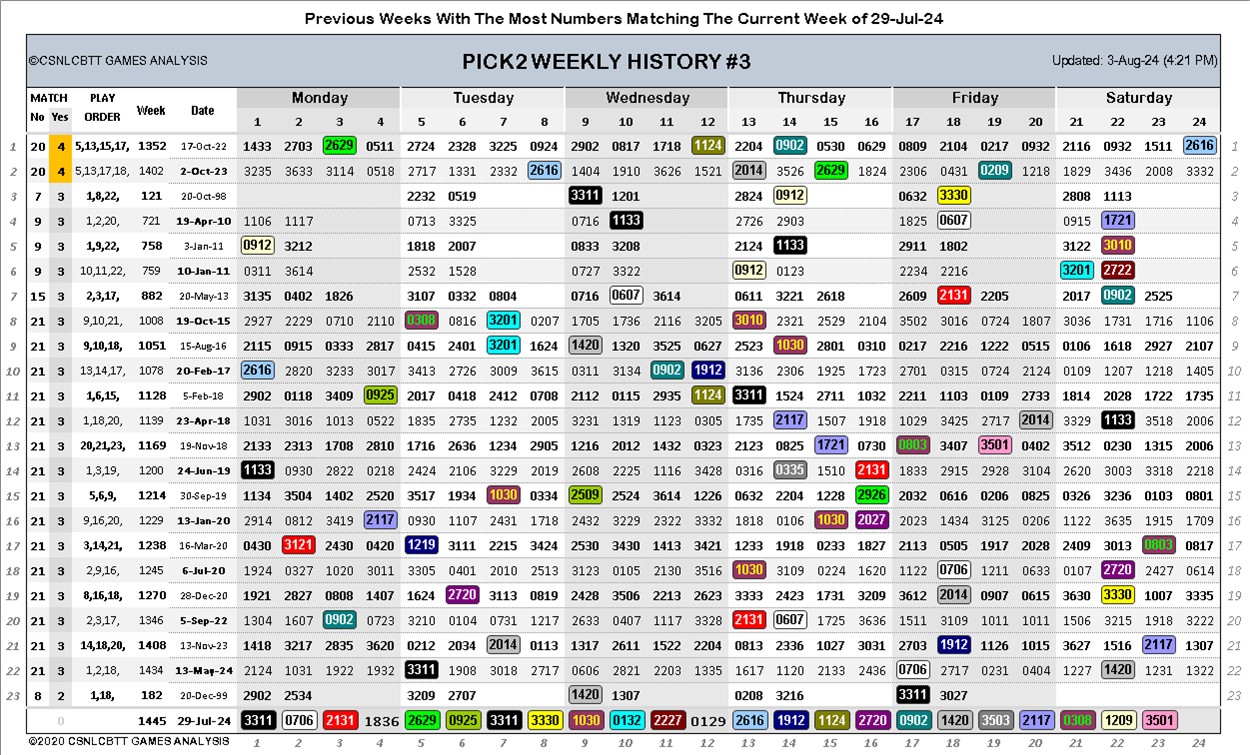 Previous Weeks With The Most Numbers Matching The Current Week of 29-Jul-24
©CSNLCBTT GAMES ANALYSIS PICK2 WEEKLY HISTORY #3 Updated: 3-Aug-24 (4:21 PM)
MATCH PLAY Week Date Monday Tuesday Wednesday Thursday Friday Saturday
No Yes ORDER 1 2 3 4 5 6 7 8 9 10 11 12 13 14 15 16 17 18 19 20 21 22 23 24
1 20 4 5,13,15,17, 1352 17-Oct-22 1433 2703 2629 0511 2724 2328 3225 0924 2902 0817 1718 1124 2204 0902 0530 0629 0809 2104 0217 0932 2116 0932 1511 2616 1
2 20 4 5,13,17,18, 1402 2-Oct-23 3235 3633 3114 0518 2717 1331 2332 2616 1404 1910 3626 1521 2014 3526 2629 1824 2306 0431 0209 1218 1829 3436 2008 3332 2
3 7 3 1,8,22, 121 20-Oct-98 2232 0519 3311 1201 2824 0912 0632 3330 2808 1113 3
4 9 3 1,2,20, 721 19-Apr-10 1106 1117 0713 3325 0716 1133 2726 2903 1825 0607 0915 1721 4
5 9 3 1,9,22, 758 3-Jan-11 0912 3212 1818 2007 0833 3208 2124 1133 2911 1802 3122 3010 5
6 9 3 10,11,22, 759 10-Jan-11 0311 3614 2532 1528 0727 3322 0912 0123 2234 2216 3201 2722 6
7 15 3 2,3,17, 882 20-May-13 3135 0402 1826 3107 0332 0804 0716 0607 3614 0611 3221 2618 2609 2131 2205 2017 0902 2525 7
8 21 3 9,10,21, 1008 19-Oct-15 2927 2229 0710 2110 0308 0816 3201 0207 1705 1736 2116 3205 3010 2321 2529 2104 3502 3016 0724 1807 3036 1731 1716 1106 8
9 21 3 9,10,18, 1051 15-Aug-16 2115 0915 0333 2817 0415 2401 3201 1624 1420 1320 3525 0627 2523 1030 2801 0310 0217 2216 1222 0515 0106 1618 2927 2107 9
10 21 3 13,14,17, 1078 20-Feb-17 2616 2820 3233 3017 3413 2726 3009 3615 0311 3134 0902 1912 3136 2306 1925 1723 2701 0315 0724 2124 0109 1207 1218 1405 10
11 21 3 1,6,15, 1128 5-Feb-18 2902 0118 3409 0925 2017 0418 2412 0708 2112 0115 2935 1124 3311 1524 2711 1032 2211 1103 0109 2733 1814 2028 1722 1735 11
12 21 3 1,18,20, 1139 23-Apr-18 1031 3016 1013 0522 1835 2735 1232 2005 3231 1319 1123 0305 1735 2117 1507 1918 1029 3425 2717 2014 3329 1133 3518 2006 12
13 21 3 20,21,23, 1169 19-Nov-18 2133 2313 1708 2810 1716 2636 1234 2905 1216 2012 1432 0323 2123 0825 1721 0730 0803 3407 3501 0402 3512 0230 1315 2006 13
14 21 3 1,3,19, 1200 24-Jun-19 1133 0930 2822 0218 2424 2106 3229 2019 2608 2225 1116 3428 0316 0335 1510 2131 1833 2915 2928 3104 2620 3003 3318 2218 14
15 21 3 5,6,9, 1214 30-Sep-19 1134 3504 1402 2520 3517 1934 1030 0334 2509 2524 3614 1226 0632 2204 1228 2926 2032 0616 0206 0825 0326 3236 0103 0801 15
16 21 3 9,16,20, 1229 13-Jan-20 2914 0812 3419 2117 0930 1107 2431 1718 2432 3229 2322 3332 1818 0106 1030 2027 2023 1434 3125 0206 1122 3635 1915 1709 16
17 21 3 3,14,21, 1238 16-Mar-20 0430 3121 2430 0420 1219 3111 2215 3424 2530 3430 1413 3421 1233 1918 0233 1827 2113 0505 1917 2028 2409 3013 0803 0817 17
18 21 3 2,9,16, 1245 6-Jul-20 1924 0327 1020 3011 3305 0401 2010 2513 3123 0105 2130 3516 1030 3109 0224 1620 1122 0706 1211 0633 0107 2720 2427 0614 18
19 21 3 8,16,18, 1270 28-Dec-20 1921 2827 0808 1407 1624 2720 3113 0819 2428 3506 2213 2623 3333 2423 1731 3209 3612 2014 0907 0615 3630 3330 1007 3335 19
20 21 3 2,3,17, 1346 5-Sep-22 1304 1607 0902 0723 3210 0104 0732 1217 2633 0407 1117 3328 2131 0607 1725 3036 1511 3109 1011 1011 1506 3215 1918 3222 20
21 21 3 14,18,20, 1408 13-Nov-23 1418 3217 2835 3620 0212 0334 2014 0113 1317 2611 1522 2204 0813 2336 1027 3031 2703 1912 1126 1015 3627 1516 2117 1307 21
22 21 3 1,2,18, 1434 13-May-24 2124 1031 1922 1932 3311 1908 3018 2717 0606 2821 2203 1335 1617 1120 2133 2436 0706 2717 0231 0404 1227 1420 1231 1322 22
23 8 2 1,18, 182 20-Dec-99 2902 2534 3209 2707 1420 1307 0208 3216 3311 3027 23
0 1445 29-Jul-24 3311 0706 2131 1836 2629 0925 3311 3330 1030 0132 2227 0129 2616 1912 1124 2720 0902 1420 3503 2117 0308 1209 3501
©2020 CSNLCBTT GAMES ANALYSIS 1 2 3 4 5 6 7 8 9 10 11 12 13 14 15 16 17 18 19 20 21 22 23 24